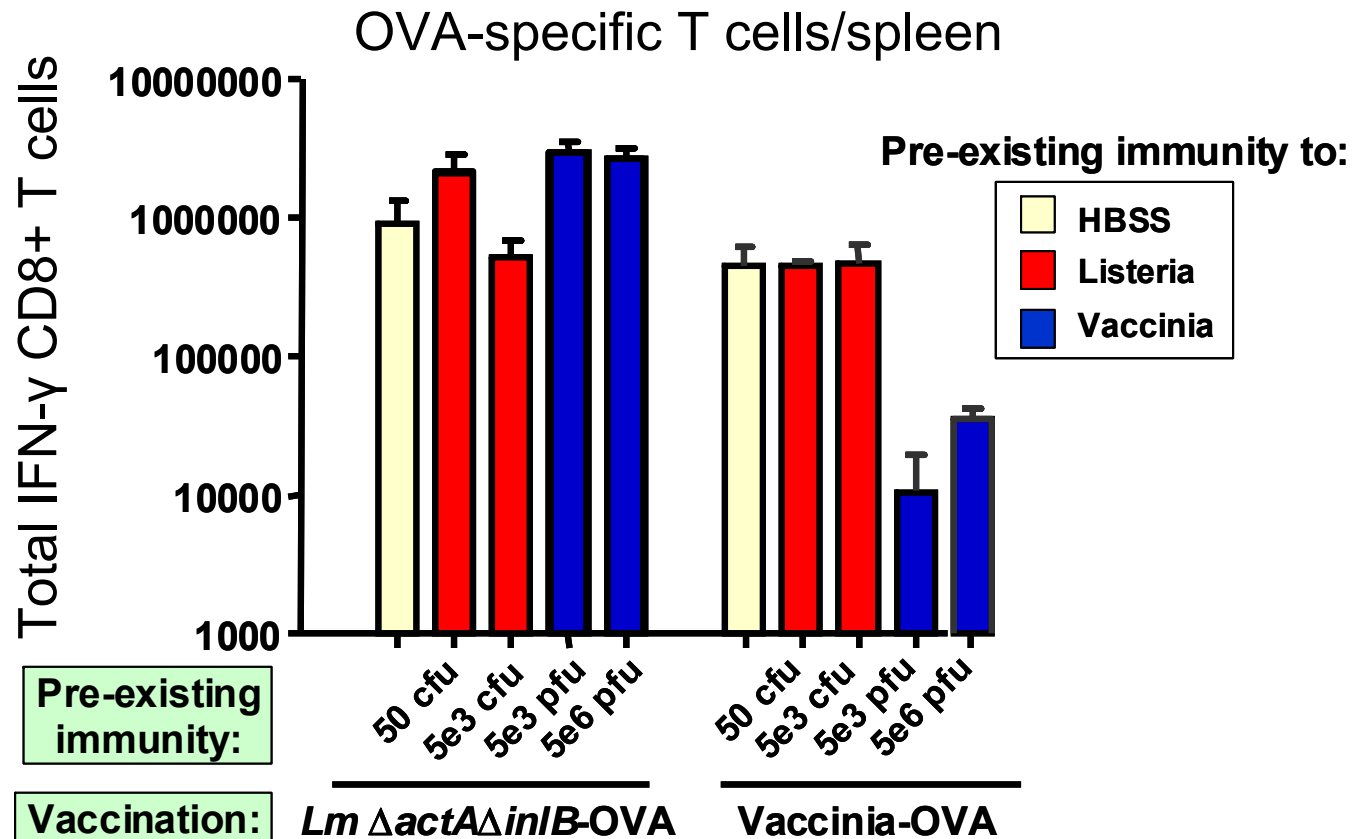 OVA-specific T cells/spleen
Total IFN-γ CD8+ T cells
10000000
1000000
100000
10000
1000
Pre-existing immunity to:
HBSS
Listeria
Vaccinia
Pre-existing
immunity:
50 cfu
5e3 cfu
5e3 pfu
5e6 pfu
50 cfu
5e3 cfu
5e3 pfu
5e6 pfu
Vaccination:
Lm ΔactAΔinlB-OVA
Vaccinia-OVA